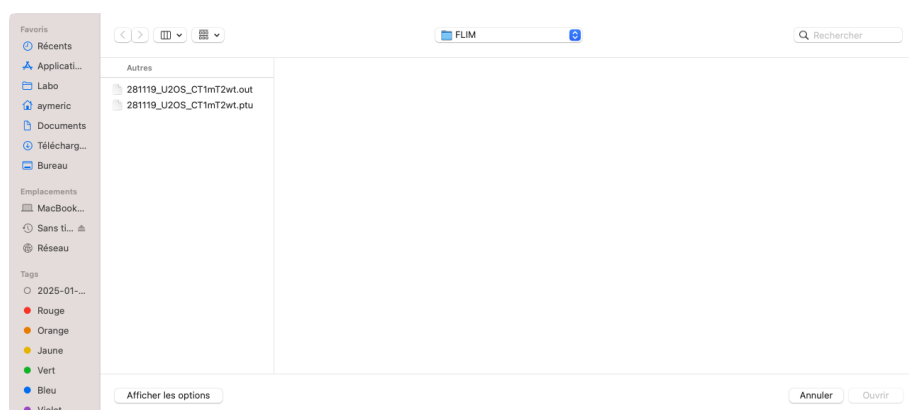 Favoris
Récents
Applicati...
Labo
aymeric
Documents
Télécharg...
Bureau
Emplacements
MacBook...
Sans ti...
Réseau
Tags
2025-01-...
Rouge
Orange
Jaune
Vert
Bleu
Violet
FLIM
Rechercher
Autres
281119_U2OS_CT1mT2wt.out
281119_U2OS_CT1mT2wt.ptu
Afficher les options
Annuler
Ouvrir